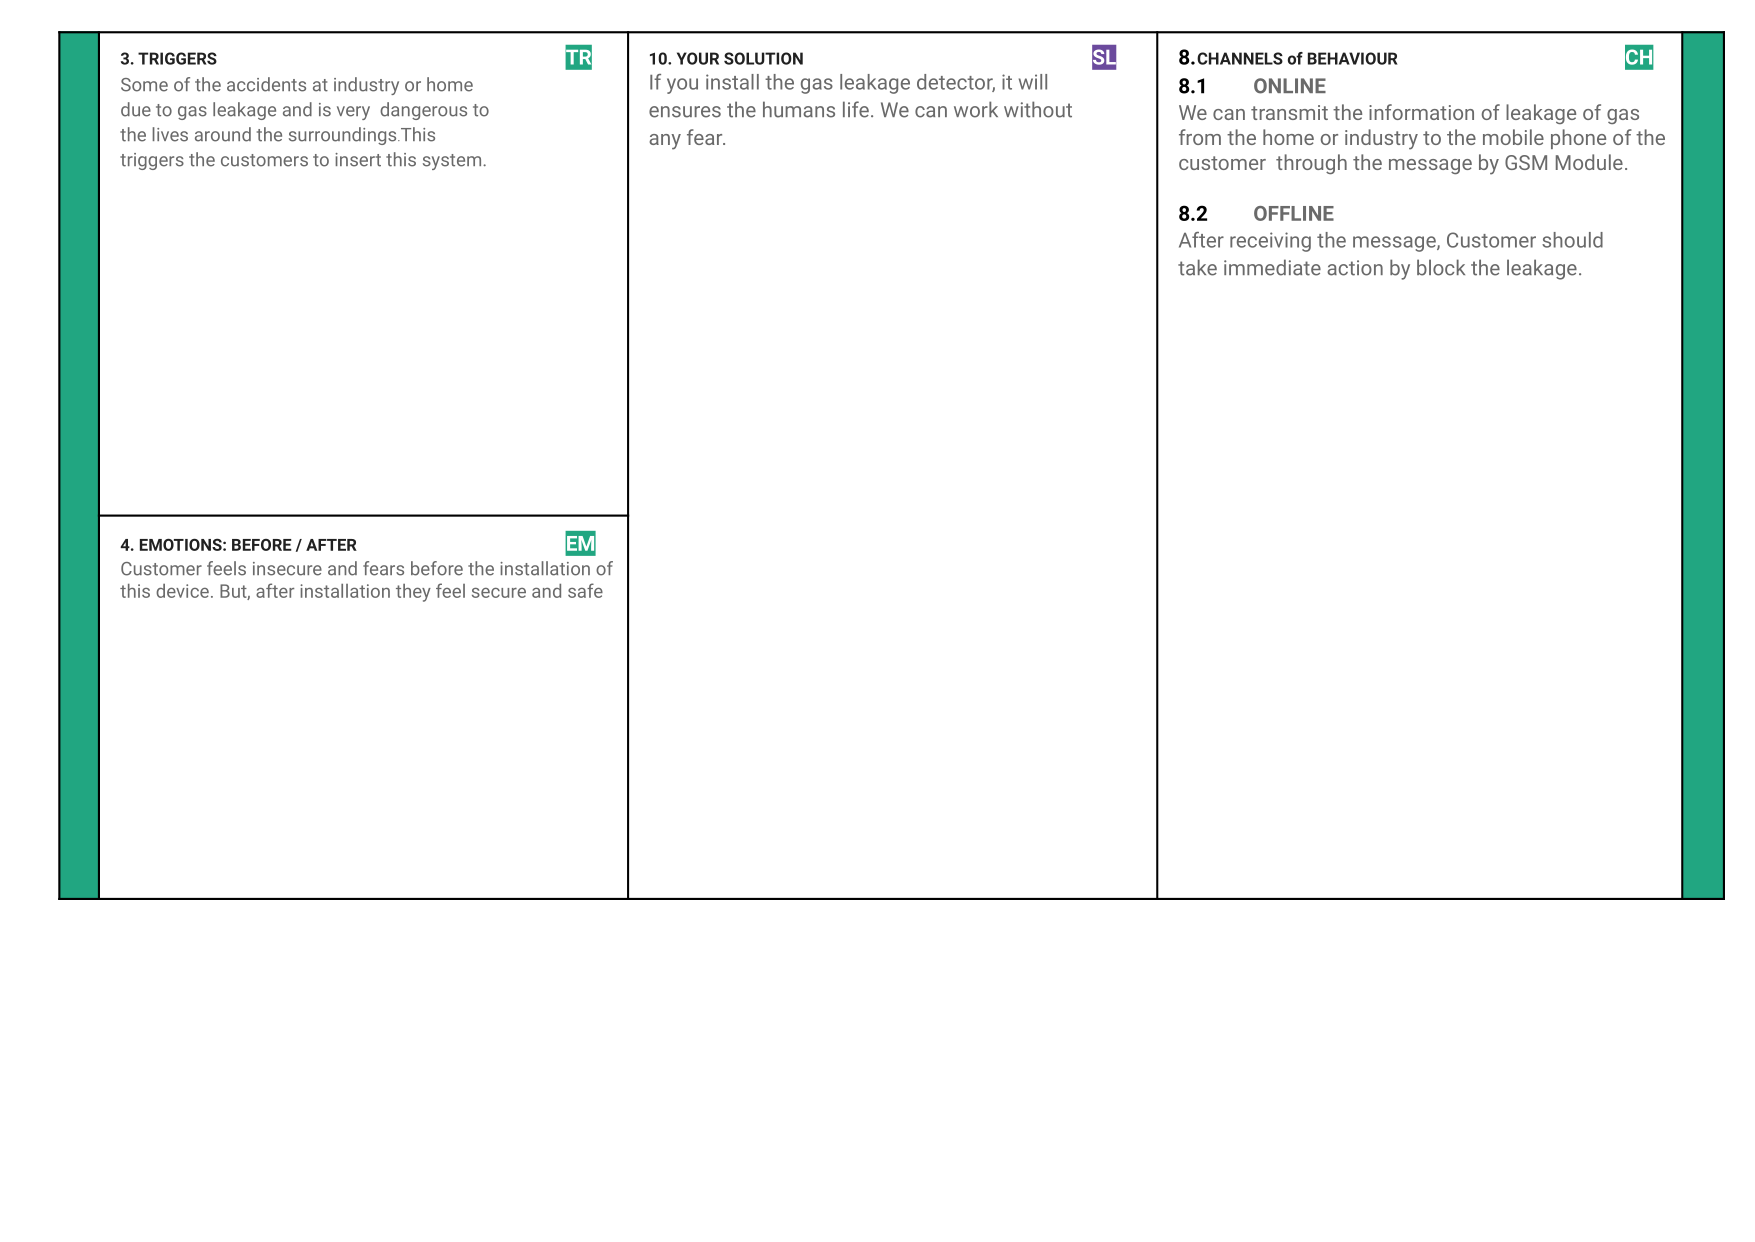 3. TRIGGERS TR
Some of the accidents at industry or home
due to gas leakage and is very  dangerous to
the lives around the surroundings.This
triggers the customers to insert this system.
4. EMOTIONS: BEFORE / AFTER EM
Customer feels insecure and fears before the installation of
this device. But, after installation they feel secure and safe
10. YOUR SOLUTION SL
If you install the gas leakage detector, it will
ensures the humans life. We can work without
any fear.
8.CHANNELS of BEHAVIOUR CH
8.1 ONLINE
We can transmit the information of leakage of gas
from the home or industry to the mobile phone of the
customer  through the message by GSM Module.
8.2 OFFLINE
After receiving the message, Customer should
take immediate action by block the leakage.